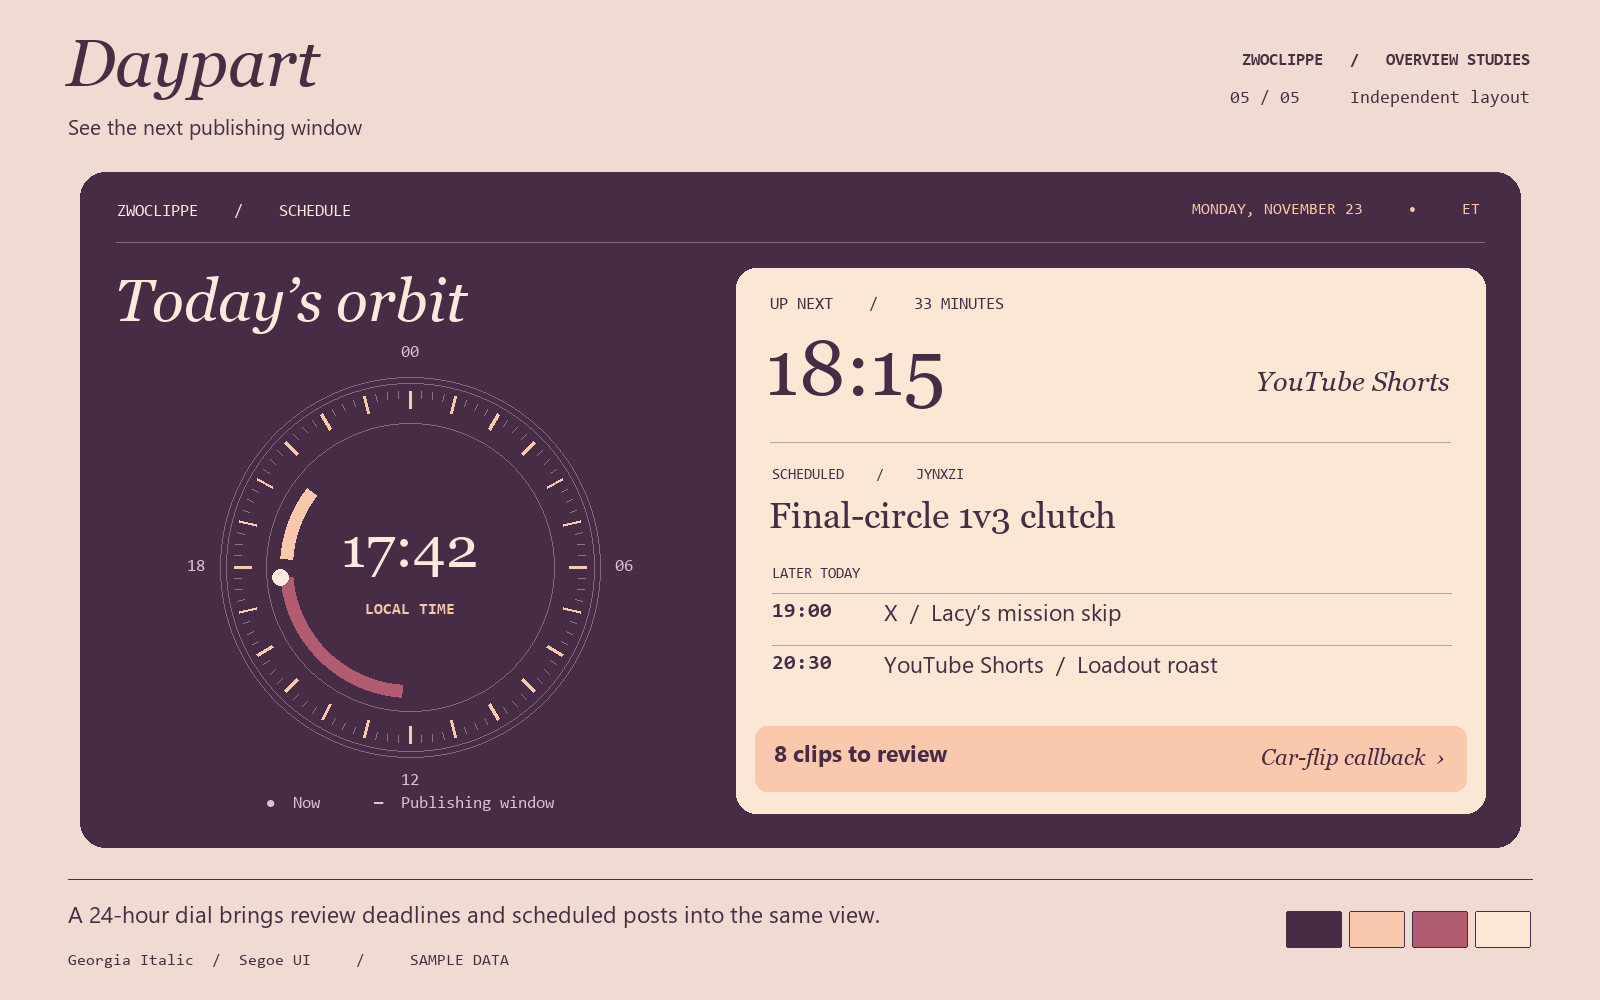 Daypart
See the next publishing window
ZWOCLIPPE / OVERVIEW STUDIES
05 / 05 Independent layout
ZWOCLIPPE / SCHEDULE
MONDAY, NOVEMBER 23 • ET
Today’s orbit
00
18
06
17:42
LOCAL TIME
12
Now
Publishing window
UP NEXT / 33 MINUTES
18:15
YouTube Shorts
SCHEDULED / JYNXZI
Final-circle 1v3 clutch
LATER TODAY
19:00 X / Lacy’s mission skip
20:30 YouTube Shorts / Loadout roast
8 clips to review
Car-flip callback ›
A 24-hour dial brings review deadlines and scheduled posts into the same view.
Georgia Italic / Segoe UI / SAMPLE DATA